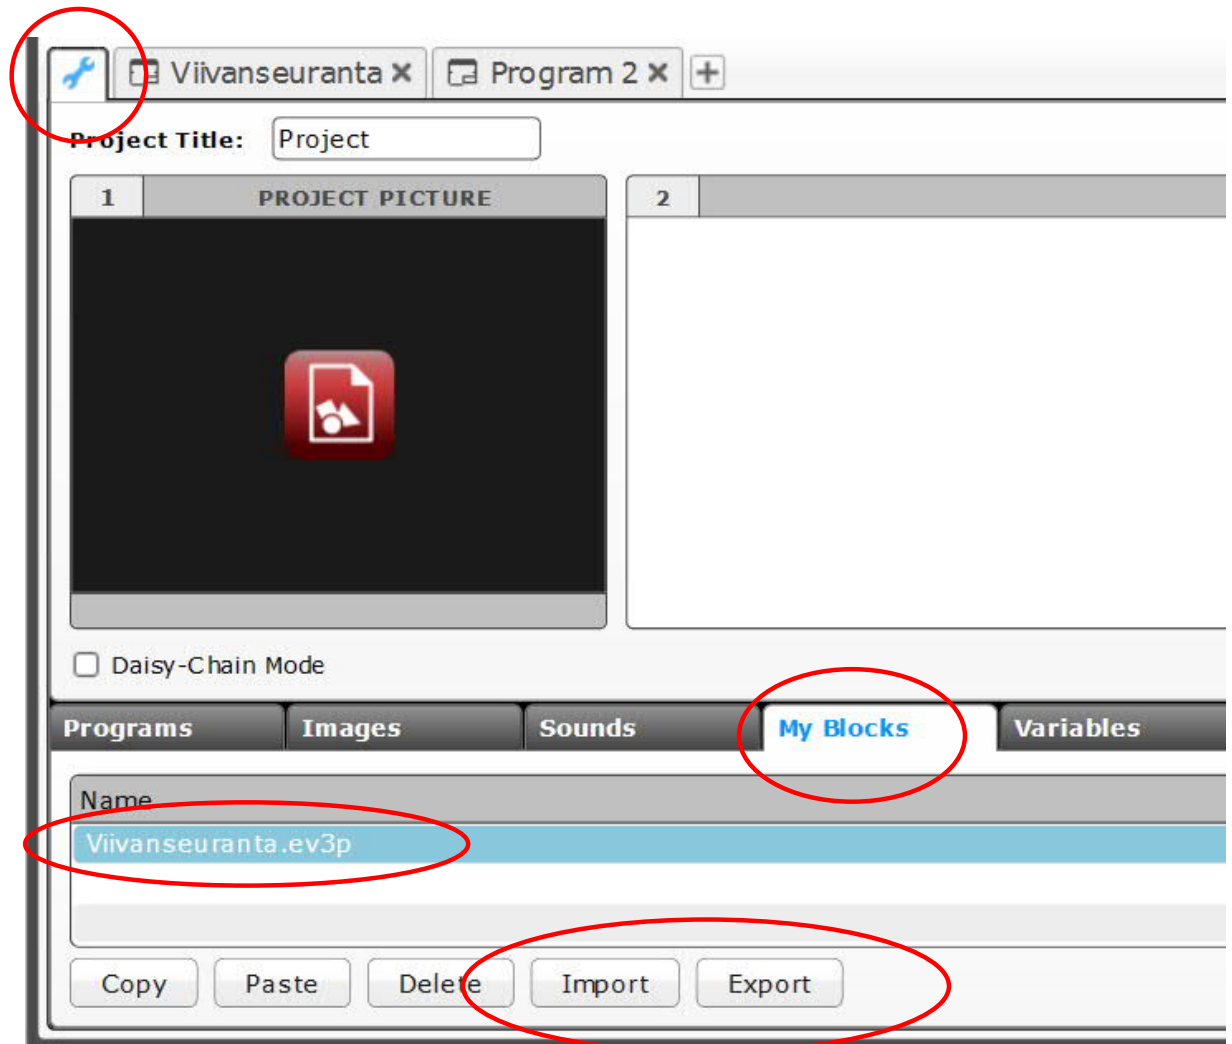 Viivanseuranta Program 2
Project Title: Project
1 PROJECT PICTURE 2
Daisy-Chain Mode
Programs Images Sounds My Blocks Variables
Name
Viivanseuranta.ev3p
Copy Paste Delete Import Export